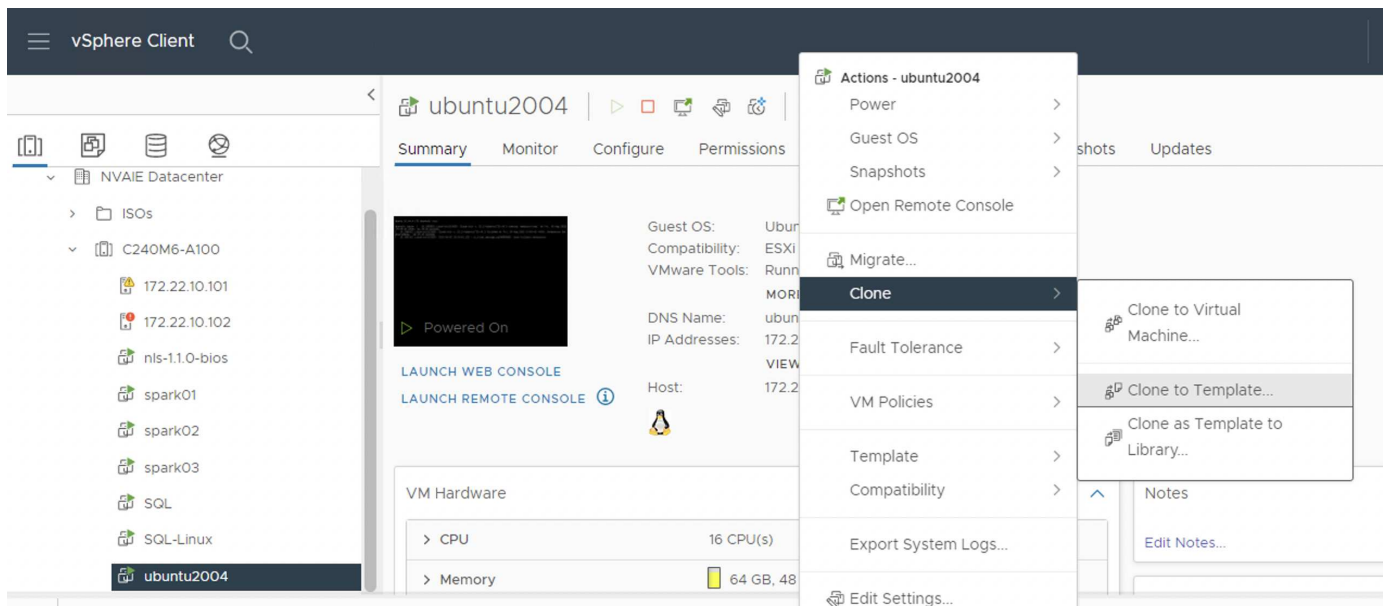 vSphere Client
NVAIE Datacenter
ISOs
C240M6-A100
172.22.10.101
172.22.10.102
nls-1.1.0-bios
spark01
spark02
spark03
SQL
SQL-Linux
ubuntu2004
ubuntu2004
Summary Monitor Configure Permissions
shots Updates
Powered On
LAUNCH WEB CONSOLE
LAUNCH REMOTE CONSOLE
Guest OS: Ubur
Compatibility: ESXi
VMware Tools: Runn
MORI
DNS Name: ubun
IP Addresses: 172.2
VIEW
Host: 172.2
VM Hardware
CPU 16 CPU(s)
Memory 64 GB, 48
Actions - ubuntu2004
Power
Guest OS
Snapshots
Open Remote Console
Migrate...
Clone
Fault Tolerance
VM Policies
Template
Compatibility
Export System Logs...
Edit Settings...
Clone to Virtual
Machine...
Clone to Template...
Clone as Template to
Library...
Notes
Edit Notes...